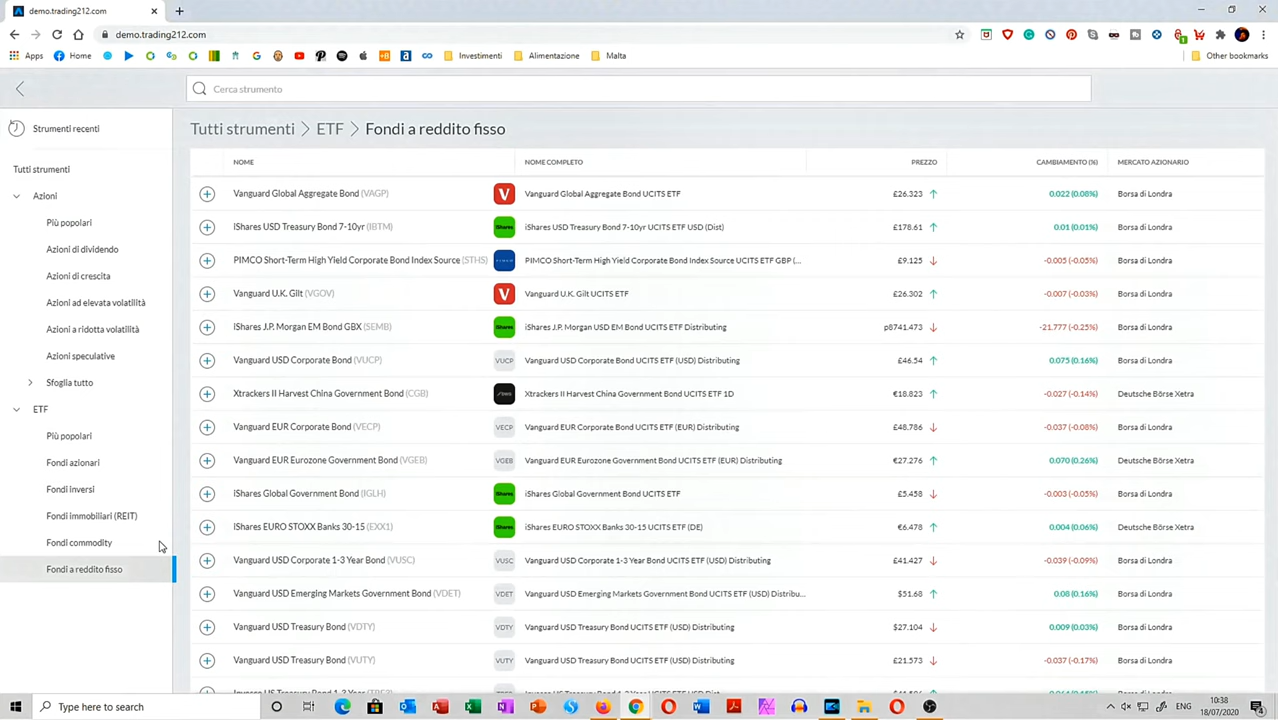 demo.trading212.com
demo.trading212.com
Apps Home Investimenti Alimentazione Malta Other bookmarks
Cerca strumento
Strumenti recenti
Tutti strumenti
Azioni
Più popolari
Azioni di dividendo
Azioni di crescita
Azioni ad elevata volatilità
Azioni a ridotta volatilità
Azioni speculative
Sfoglia tutto
ETF
Più popolari
Fondi azionari
Fondi inversi
Fondi immobiliari (REIT)
Fondi commodity
Fondi a reddito fisso
Tutti strumenti > ETF > Fondi a reddito fisso
NOME NOME COMPLETO PREZZO CAMBIAMENTO (%) MERCATO AZIONARIO
Vanguard Global Aggregate Bond (VAGP) V Vanguard Global Aggregate Bond UCITS ETF £26.323 0.022 (0.08%) Borsa di Londra
iShares USD Treasury Bond 7-10yr (IBTM) iShares iShares USD Treasury Bond 7-10yr UCITS ETF USD (Dist) £178.61 0.01 (0.01%) Borsa di Londra
PIMCO Short-Term High Yield Corporate Bond Index Source (STHS) PIMCO PIMCO Short-Term High Yield Corporate Bond Index Source UCITS ETF GBP (... £9.125 -0.005 (-0.05%) Borsa di Londra
Vanguard U.K. Gilt (VGOV) V Vanguard U.K. Gilt UCITS ETF £26.302 -0.007 (-0.03%) Borsa di Londra
iShares J.P. Morgan EM Bond GBX (SEMB) iShares iShares J.P. Morgan USD EM Bond UCITS ETF Distributing p8741.473 -21.777 (-0.25%) Borsa di Londra
Vanguard USD Corporate Bond (VUCP) VUCP Vanguard USD Corporate Bond UCITS ETF (USD) Distributing £46.54 0.075 (0.16%) Borsa di Londra
Xtrackers II Harvest China Government Bond (CGB) Xtrackers II Harvest China Government Bond UCITS ETF 1D €18.823 -0.027 (-0.14%) Deutsche Börse Xetra
Vanguard EUR Corporate Bond (VECP) VECP Vanguard EUR Corporate Bond UCITS ETF (EUR) Distributing €48.786 -0.037 (-0.08%) Borsa di Londra
Vanguard EUR Eurozone Government Bond (VGEB) VGEB Vanguard EUR Eurozone Government Bond UCITS ETF (EUR) Distributing €27.276 0.070 (0.26%) Deutsche Börse Xetra
iShares Global Government Bond (IGLH) iShares iShares Global Government Bond UCITS ETF £5.458 -0.003 (-0.05%) Borsa di Londra
iShares EURO STOXX Banks 30-15 (EXX1) iShares iShares EURO STOXX Banks 30-15 UCITS ETF (DE) €6.478 0.004 (0.06%) Deutsche Börse Xetra
Vanguard USD Corporate 1-3 Year Bond (VUSC) VUSC Vanguard USD Corporate 1-3 Year Bond UCITS ETF (USD) Distributing £41.427 -0.039 (-0.09%) Borsa di Londra
Vanguard USD Emerging Markets Government Bond (VDET) VDET Vanguard USD Emerging Markets Government Bond UCITS ETF (USD) Distribu... $51.68 0.08 (0.16%) Borsa di Londra
Vanguard USD Treasury Bond (VDTY) VDTY Vanguard USD Treasury Bond UCITS ETF (USD) Distributing $27.104 0.009 (0.03%) Borsa di Londra
Vanguard USD Treasury Bond (VUTY) VUTY Vanguard USD Treasury Bond UCITS ETF (USD) Distributing £21.573 -0.037 (-0.17%) Borsa di Londra
Type here to search ENG 10:38
18/07/2020